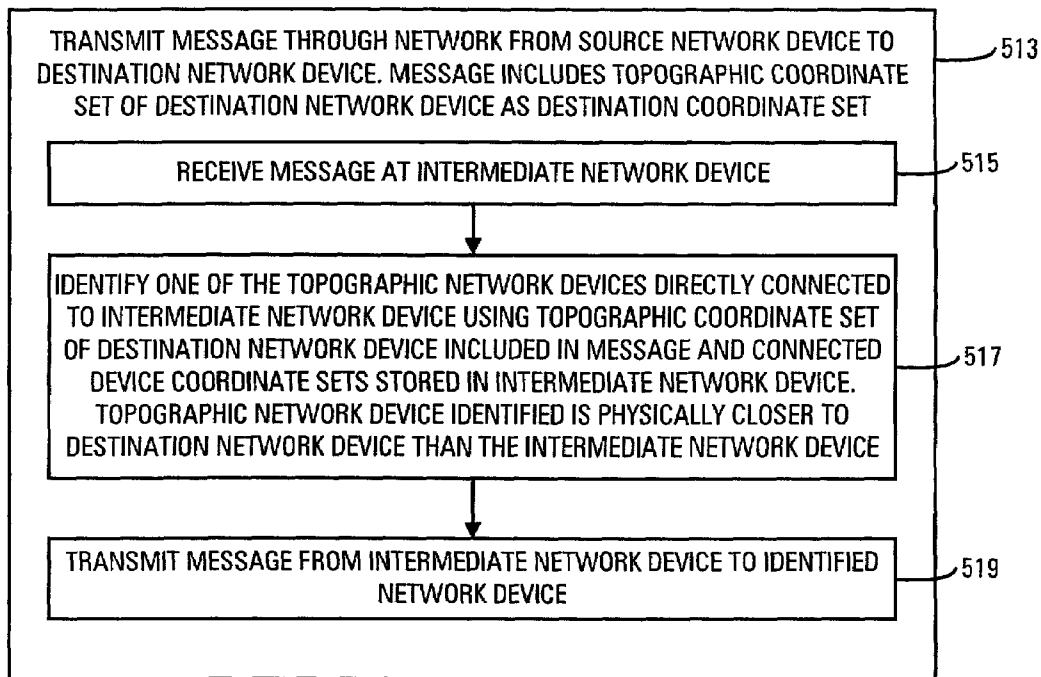 TRANSMIT MESSAGE THROUGH NETWORK FROM SOURCE NETWORK DEVICE TO
DESTINATION NETWORK DEVICE. MESSAGE INCLUDES TOPOGRAPHIC COORDINATE
SET OF DESTINATION NETWORK DEVICE AS DESTINATION COORDINATE SET
513
RECEIVE MESSAGE AT INTERMEDIATE NETWORK DEVICE
515
IDENTIFY ONE OF THE TOPOGRAPHIC NETWORK DEVICES DIRECTLY CONNECTED
TO INTERMEDIATE NETWORK DEVICE USING TOPOGRAPHIC COORDINATE SET
OF DESTINATION NETWORK DEVICE INCLUDED IN MESSAGE AND CONNECTED
DEVICE COORDINATE SETS STORED IN INTERMEDIATE NETWORK DEVICE.
TOPOGRAPHIC NETWORK DEVICE IDENTIFIED IS PHYSICALLY CLOSER TO
DESTINATION NETWORK DEVICE THAN THE INTERMEDIATE NETWORK DEVICE
517
TRANSMIT MESSAGE FROM INTERMEDIATE NETWORK DEVICE TO IDENTIFIED
NETWORK DEVICE
519